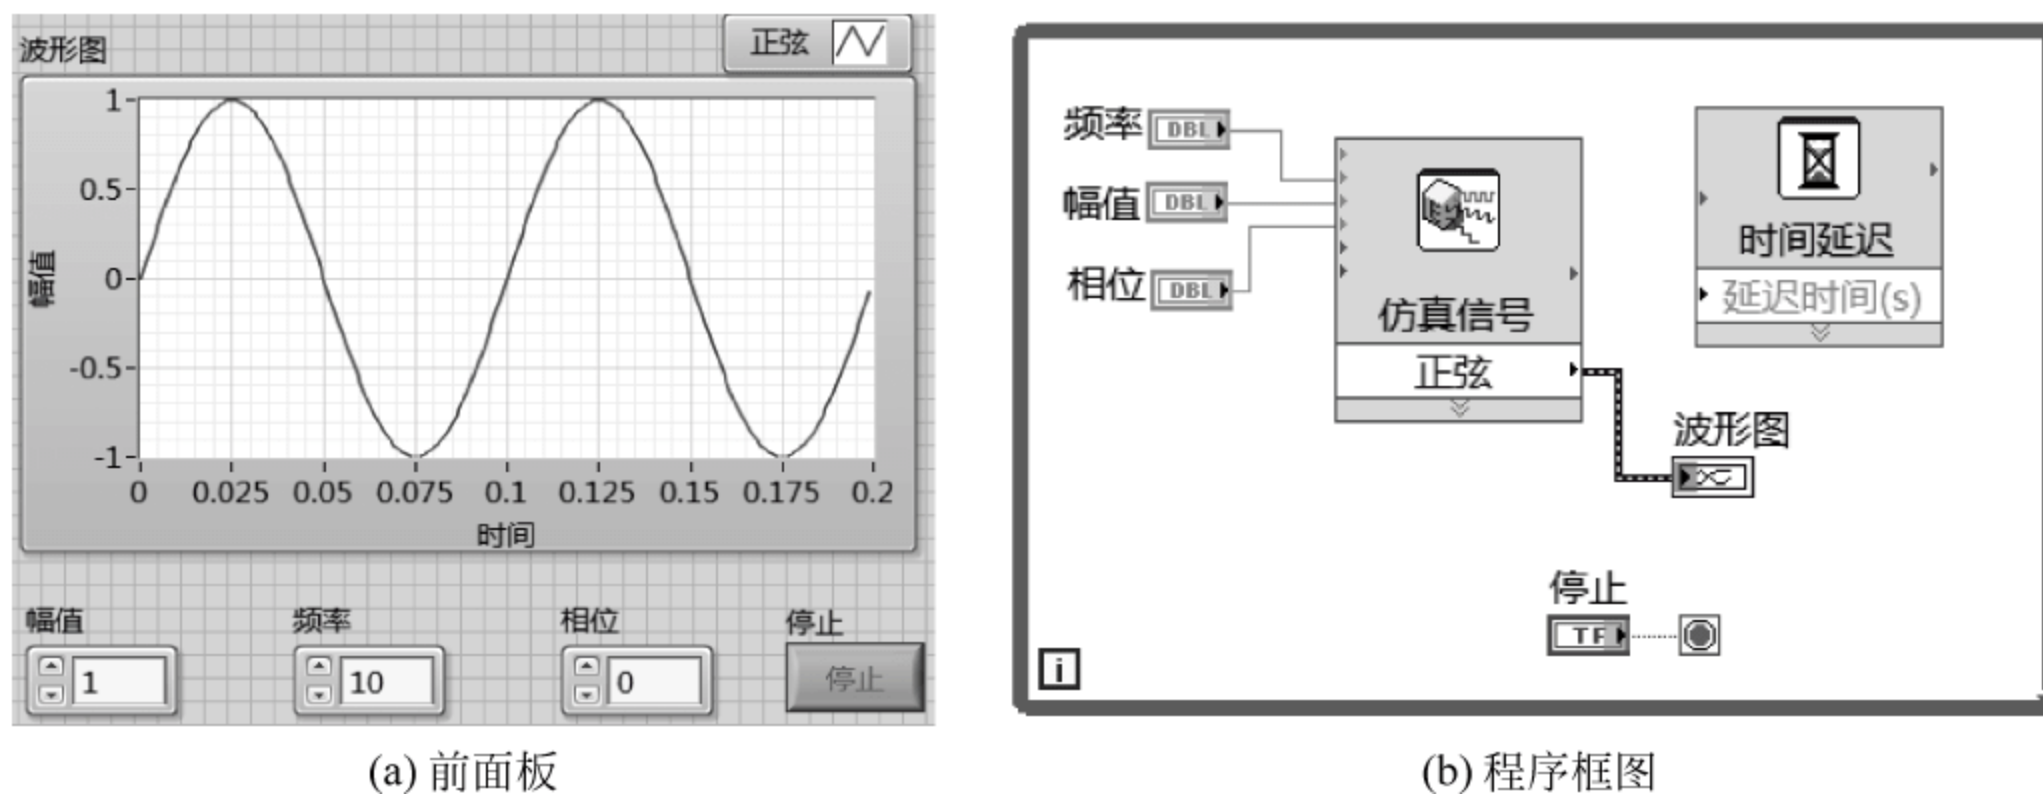 波形图
正弦
1
0.5
0
-0.5
-1
幅值
0 0.025 0.05 0.075 0.1 0.125 0.15 0.175 0.2
时间
幅值 频率 相位 停止
1 10 0 停止
(a) 前面板
频率 DBL
幅值 DBL
相位 DBL
仿真信号
正弦
时间延迟
延迟时间(s)
波形图
停止
TF
i
(b) 程序框图